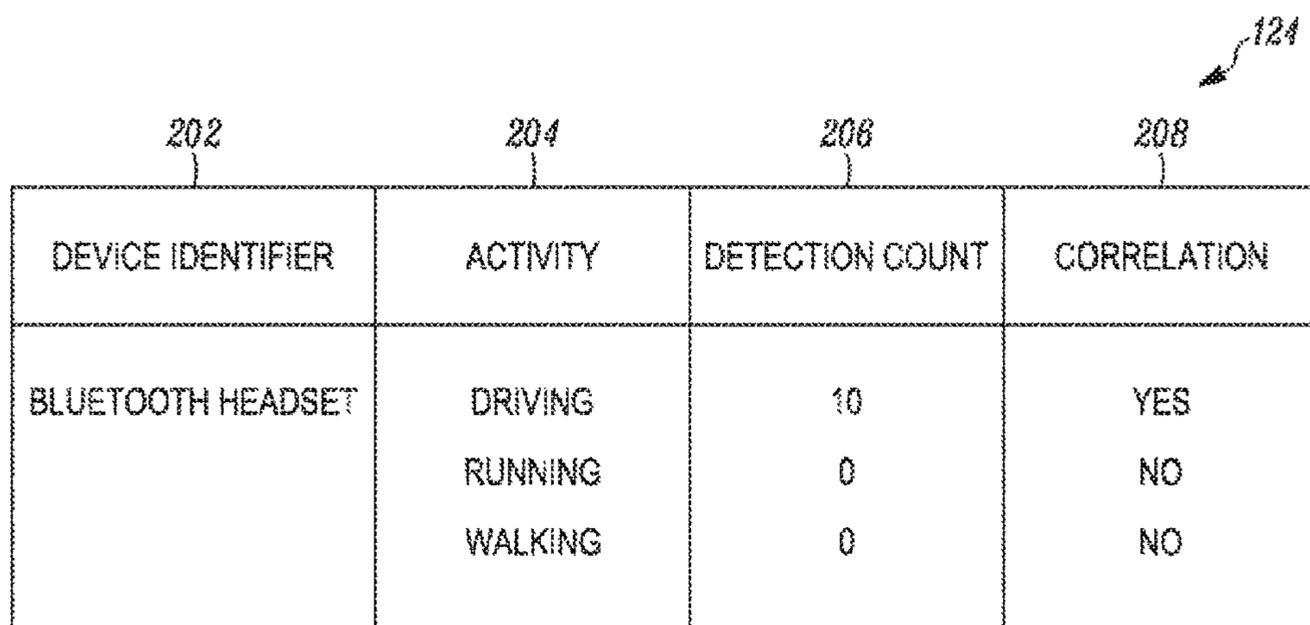 124
202 204 206 208
DEVICE IDENTIFIER ACTIVITY DETECTION COUNT CORRELATION
BLUETOOTH HEADSET DRIVING 10 YES
RUNNING 0 NO
WALKING 0 NO